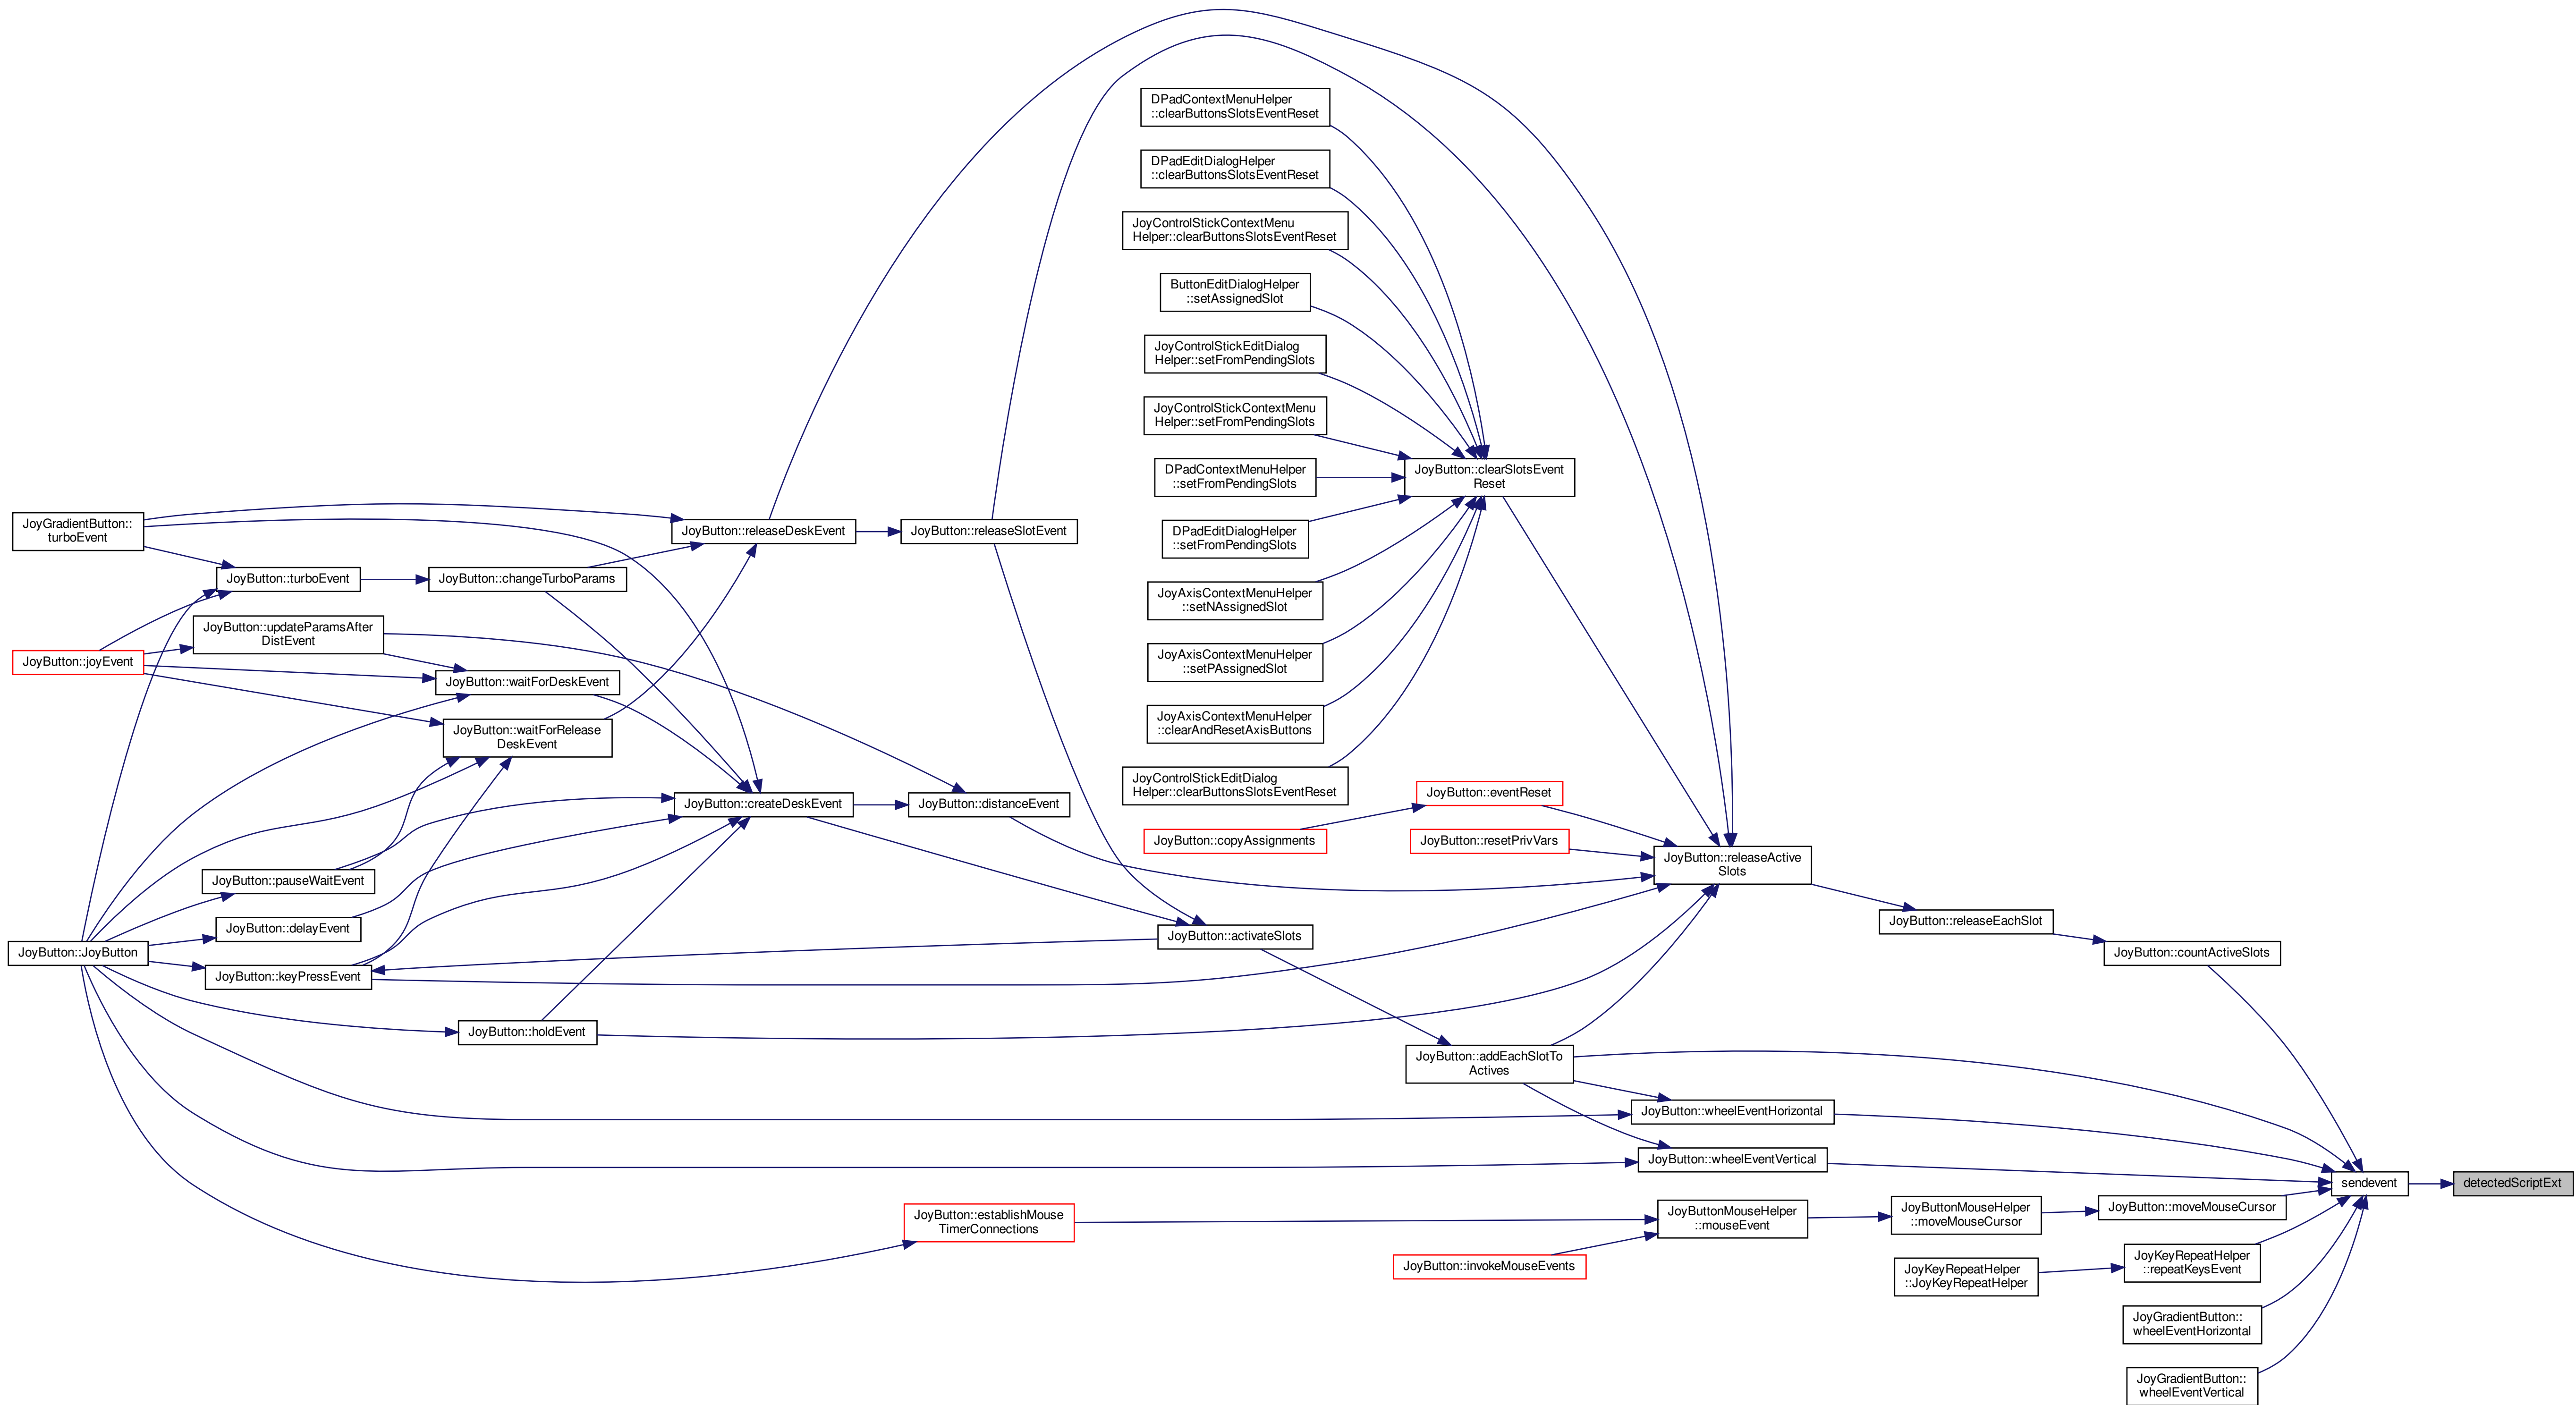 DPadContextMenuHelper
::clearButtonsSlotsEventReset
DPadEditDialogHelper
::clearButtonsSlotsEventReset
JoyControlStickContextMenu
Helper::clearButtonsSlotsEventReset
ButtonEditDialogHelper
::setAssignedSlot
JoyControlStickEditDialog
Helper::setFromPendingSlots
JoyControlStickContextMenu
Helper::setFromPendingSlots
DPadContextMenuHelper
::setFromPendingSlots
DPadEditDialogHelper
::setFromPendingSlots
JoyAxisContextMenuHelper
::setNAssignedSlot
JoyAxisContextMenuHelper
::setPAssignedSlot
JoyAxisContextMenuHelper
::clearAndResetAxisButtons
JoyControlStickEditDialog
Helper::clearButtonsSlotsEventReset
JoyButton::clearSlotsEvent
Reset
JoyGradientButton::
turboEvent
JoyButton::releaseDeskEvent
JoyButton::releaseSlotEvent
JoyButton::turboEvent
JoyButton::changeTurboParams
JoyButton::updateParamsAfter
DistEvent
JoyButton::joyEvent
JoyButton::waitForDeskEvent
JoyButton::waitForRelease
DeskEvent
JoyButton::createDeskEvent
JoyButton::distanceEvent
JoyButton::eventReset
JoyButton::copyAssignments
JoyButton::resetPrivVars
JoyButton::releaseActive
Slots
JoyButton::pauseWaitEvent
JoyButton::delayEvent
JoyButton::JoyButton
JoyButton::keyPressEvent
JoyButton::activateSlots
JoyButton::releaseEachSlot
JoyButton::countActiveSlots
JoyButton::holdEvent
JoyButton::addEachSlotTo
Actives
JoyButton::wheelEventHorizontal
JoyButton::wheelEventVertical
sendevent
detectedScriptExt
JoyButton::establishMouse
TimerConnections
JoyButtonMouseHelper
::mouseEvent
JoyButtonMouseHelper
::moveMouseCursor
JoyButton::moveMouseCursor
JoyButton::invokeMouseEvents
JoyKeyRepeatHelper
::JoyKeyRepeatHelper
JoyKeyRepeatHelper
::repeatKeysEvent
JoyGradientButton::
wheelEventHorizontal
JoyGradientButton::
wheelEventVertical